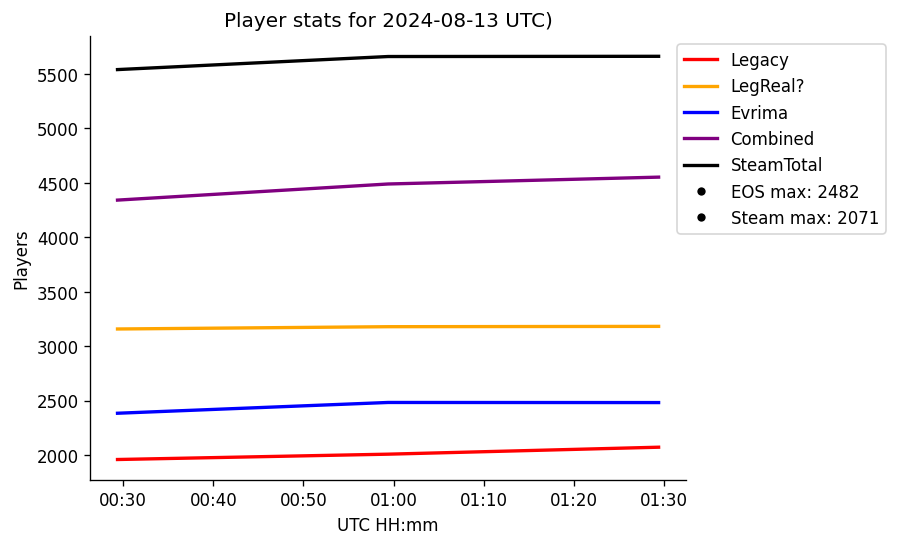 Player stats for 2024-08-13 UTC)
Players
5500
5000
4500
4000
3500
3000
2500
2000
00:30 00:40 00:50 01:00 01:10 01:20 01:30
UTC HH:mm
Legacy
LegReal?
Evrima
Combined
SteamTotal
EOS max: 2482
Steam max: 2071